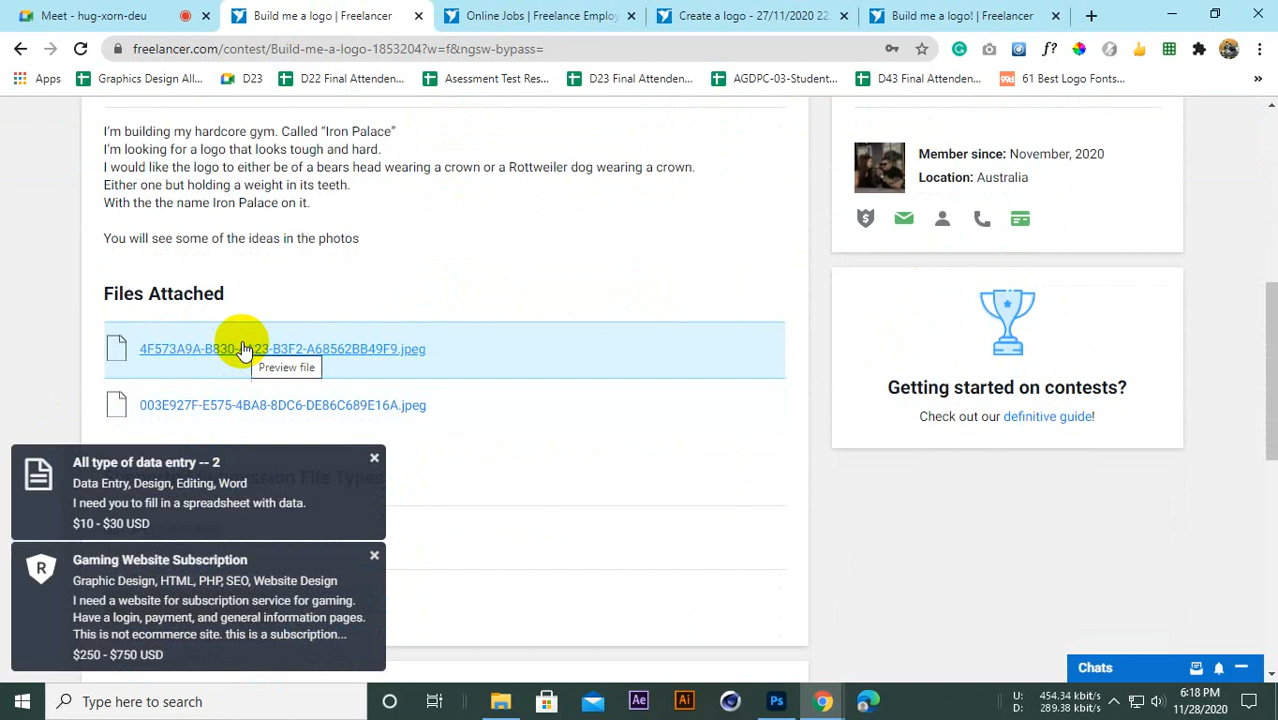 Meet - hug-xorn-deu
Build me a logo | Freelancer
Online Jobs | Freelance Employ
Create a logo - 27/11/2020 22
Build me a logo! | Freelancer
freelancer.com/contest/Build-me-a-logo-1853204?w=f&ngsw-bypass=
Apps
Graphics Design All...
D23
D22 Final Attenden...
Asessment Test Res...
D23 Final Attenden...
AGDPC-03-Student...
D43 Final Attenden...
61 Best Logo Fonts...
I'm building my hardcore gym. Called “Iron Palace”
I'm looking for a logo that looks tough and hard.
I would like the logo to either be of a bears head wearing a crown or a Rottweiler dog wearing a crown.
Either one but holding a weight in its teeth.
With the the name Iron Palace on it.
You will see some of the ideas in the photos
Files Attached
003E927F-E575-4BA8-8DC6-DE86C689E16A.jpeg
Preview file
Member since: November, 2020
Location: Australia
Getting started on contests?
Check out our definitive guide!
All type of data entry -- 2
Data Entry, Design, Editing, Word
I need you to fill in a spreadsheet with data.
$10 - $30 USD
Gaming Website Subscription
Graphic Design, HTML, PHP, SEO, Website Design
I need a website for subscription service for gaming.
Have a login, payment, and general information pages.
This is not ecommerce site. this is a subscription...
$250 - $750 USD
Chats
Type here to search
Ae
Ai
Ps
U: 454.34 kbit/s
D: 289.38 kbit/s
6:18 PM
11/28/2020